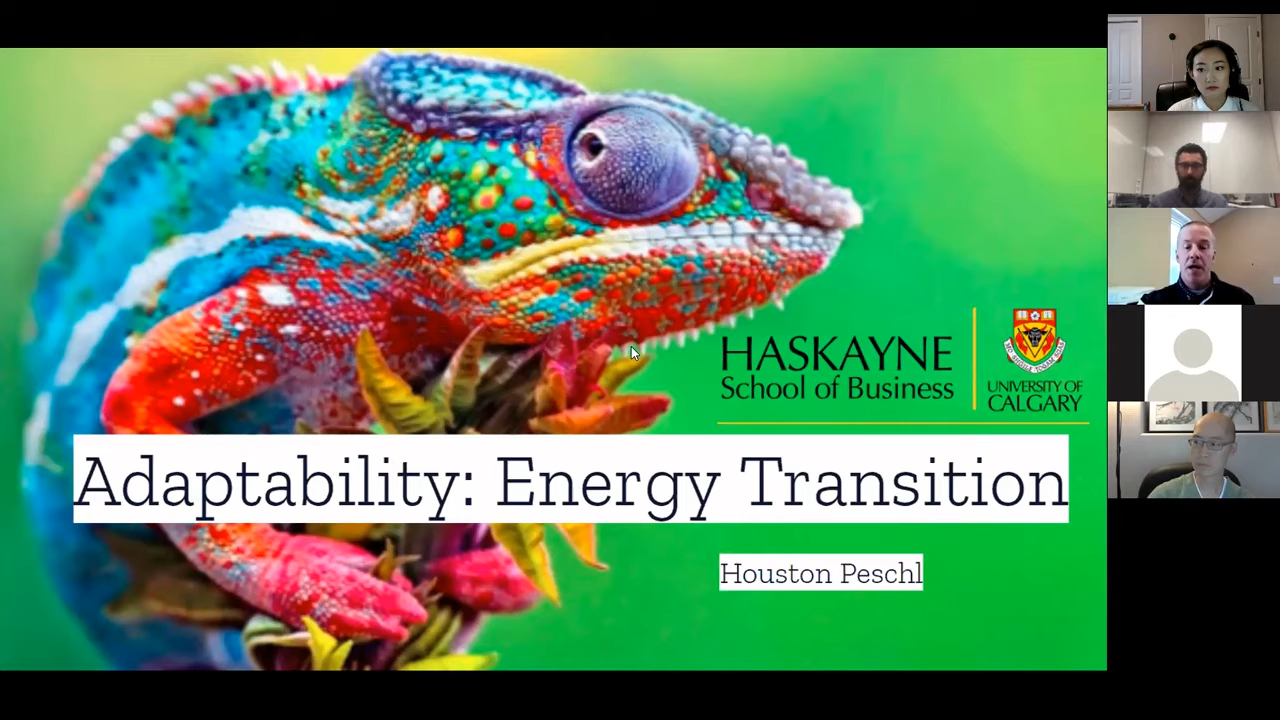 HASKAYNE
School of Business
UNIVERSITY OF
CALGARY
Adaptability: Energy Transition
Houston Peschl